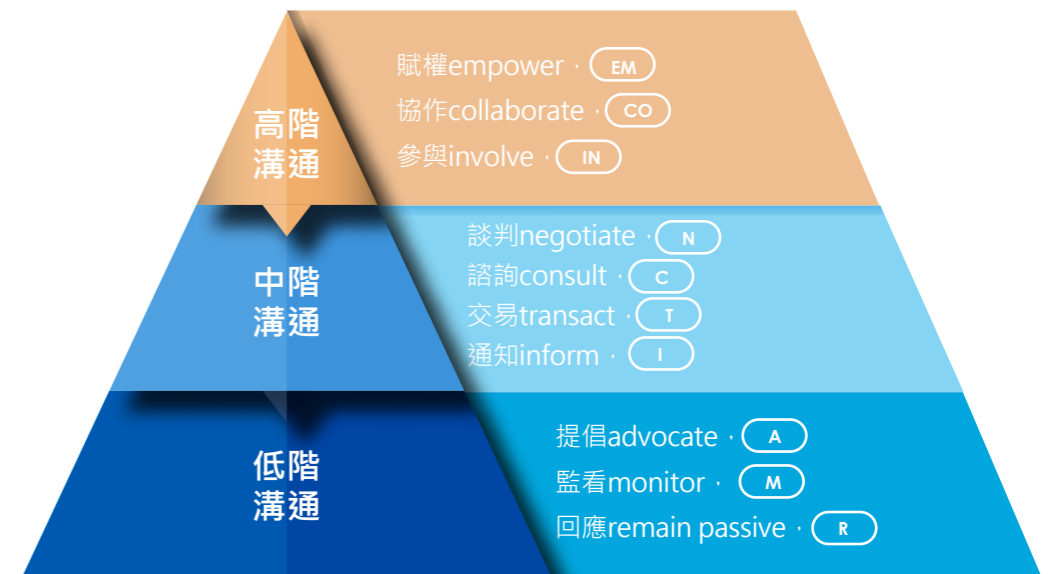 高階
溝通
賦權empower，EM
協作collaborate，CO
參與involve，IN
中階
溝通
談判negotiate，N
諮詢consult，C
交易transact，T
通知inform，I
低階
溝通
提倡advocate，A
監看monitor，M
回應remain passive，R